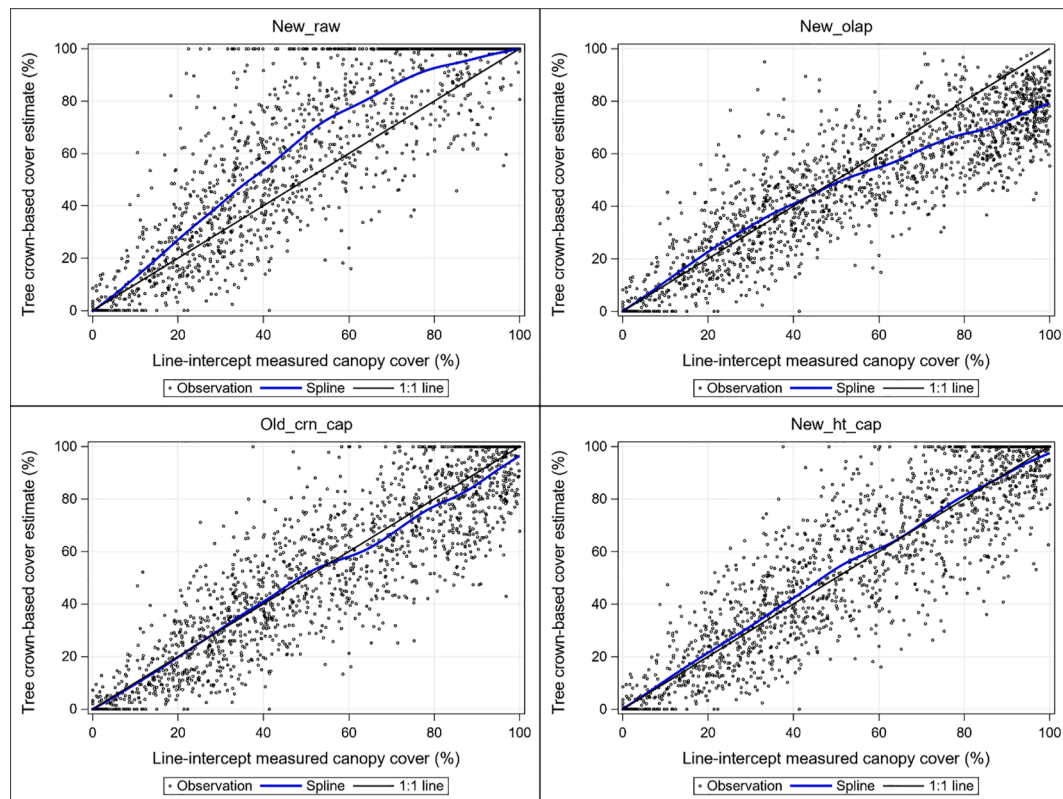 New_raw
100
80
60
40
20
0
0 20 40 60 80 100
Tree crown-based cover estimate (%)
Line-intercept measured canopy cover (%)
Observation Spline 1:1 line
New_olap
100
80
60
40
20
0
0 20 40 60 80 100
Tree crown-based cover estimate (%)
Line-intercept measured canopy cover (%)
Observation Spline 1:1 line
Old_crn_cap
100
80
60
40
20
0
0 20 40 60 80 100
Tree crown-based cover estimate (%)
Line-intercept measured canopy cover (%)
Observation Spline 1:1 line
New_ht_cap
100
80
60
40
20
0
0 20 40 60 80 100
Tree crown-based cover estimate (%)
Line-intercept measured canopy cover (%)
Observation Spline 1:1 line